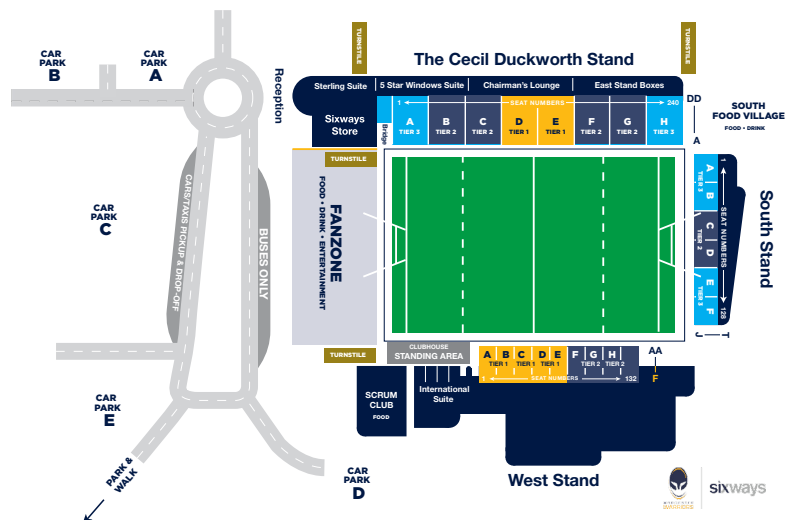 The Cecil Duckworth Stand
TURNSTILE
TURNSTILE
CAR
PARK
B
CAR
PARK
A
Reception
Sterling Suite
5 Star Windows Suite
Chairman's Lounge
East Stand Boxes
Sixways
Store
Bridge
1
SEAT NUMBERS
240
A
TIER 3
B
TIER 2
C
TIER 2
D
TIER 1
E
TIER 1
F
TIER 2
G
TIER 2
H
TIER 3
DD
A
SOUTH
FOOD VILLAGE
FOOD • DRINK
TURNSTILE
FANZONE
FOOD • DRINK • ENTERTAINMENT
CAR
PARK
C
CARS/TAXIS PICKUP & DROP-OFF
BUSES ONLY
A
B
TIER 3
C
D
TIER 2
E
F
TIER 3
1
SEAT NUMBERS
128
South Stand
J
T
TURNSTILE
CLUBHOUSE
STANDING AREA
A
B
C
D
E
F
G
H
TIER 1
TIER 1
TIER 1
TIER 2
TIER 2
1
SEAT NUMBERS
132
AA
F
SCRUM
CLUB
FOOD
International
Suite
West Stand
CAR
PARK
E
PARK &
WALK
CAR
PARK
D
WARRIORS
sixways